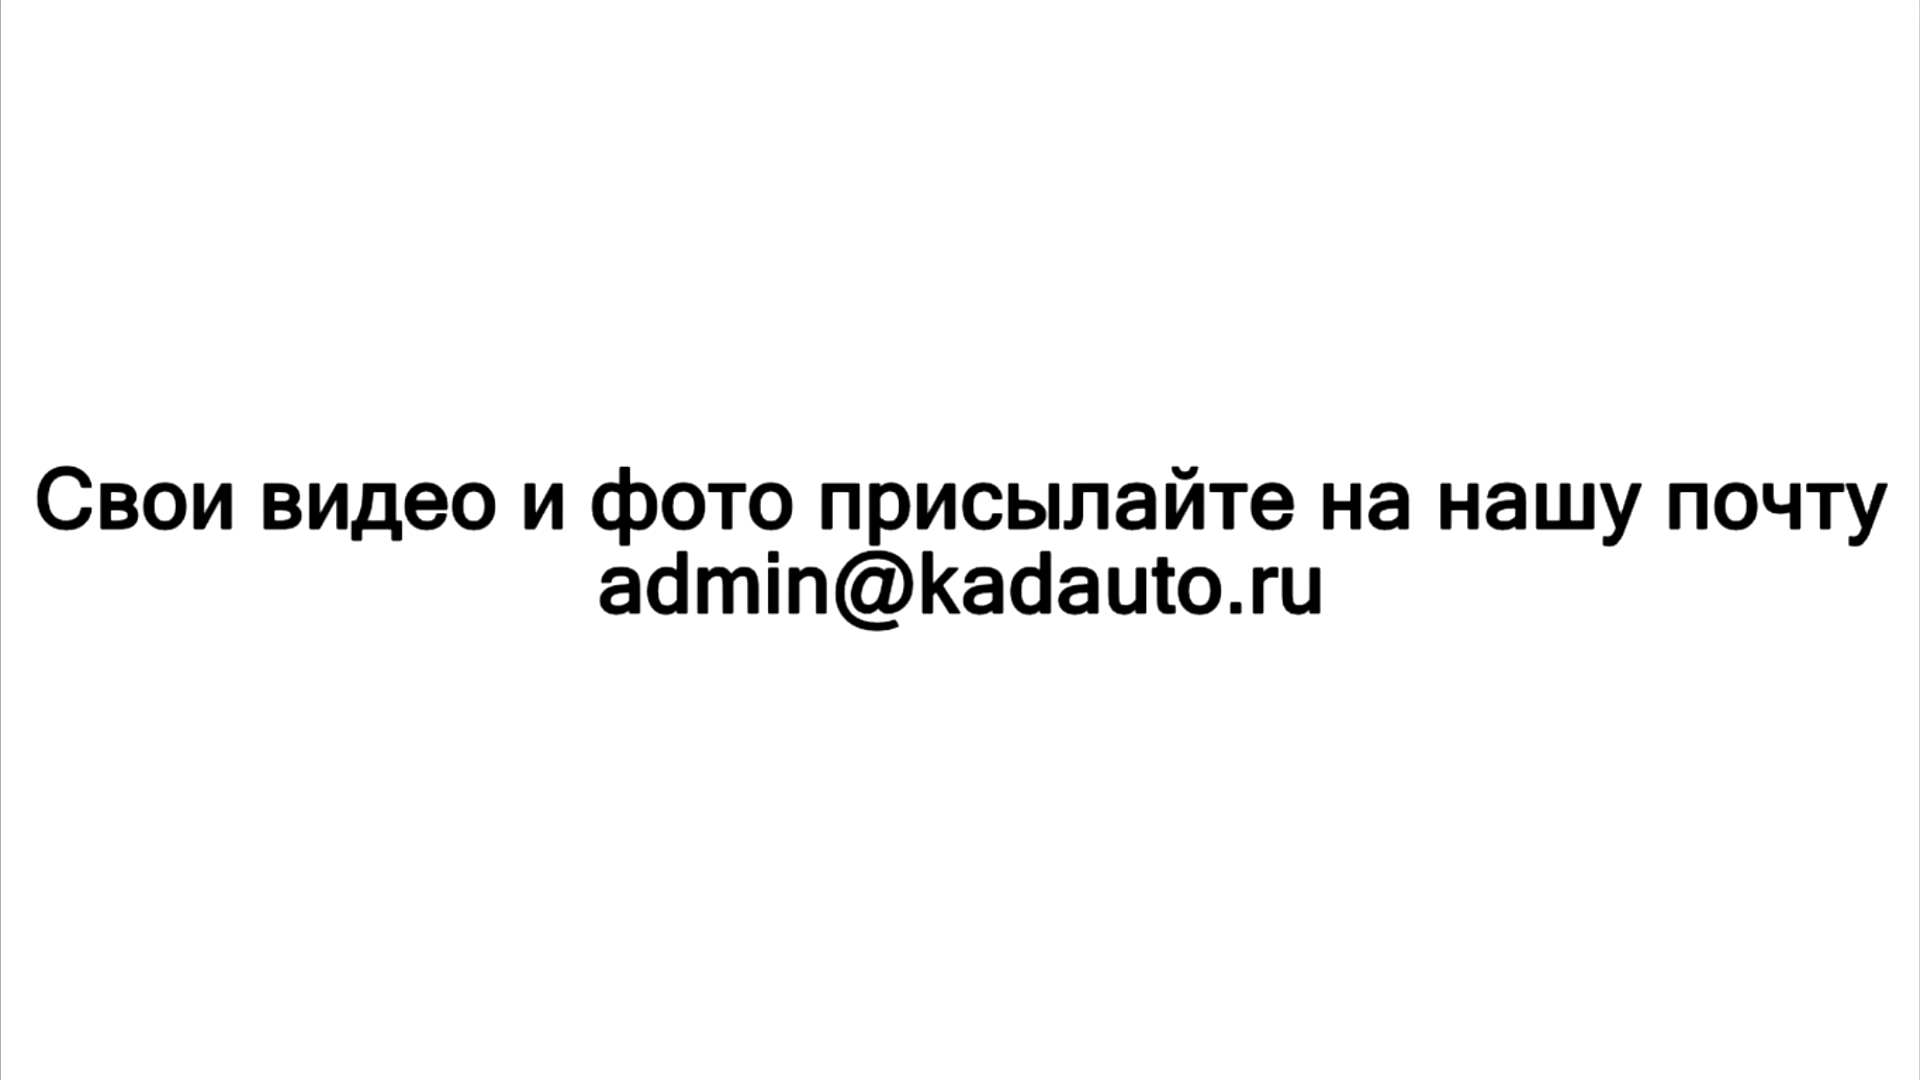 Свои видео и фото присылайте на нашу почту
admin@kadauto.ru